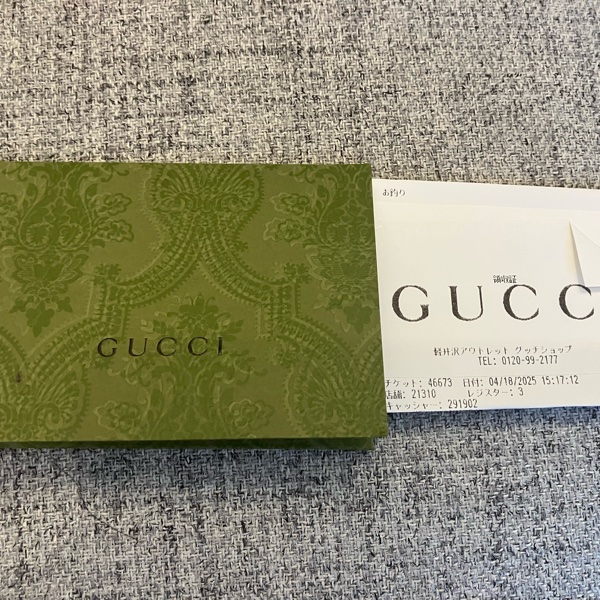 GUCCI
お釣り
GUCC
軽井沢アウトレット グッチショップ
TEL: 0120-99-2177
チケット: 46673 日付: 04/18/2025 15:17:12
店舗: 21310 レジスター: 3
キャッシャー: 291902